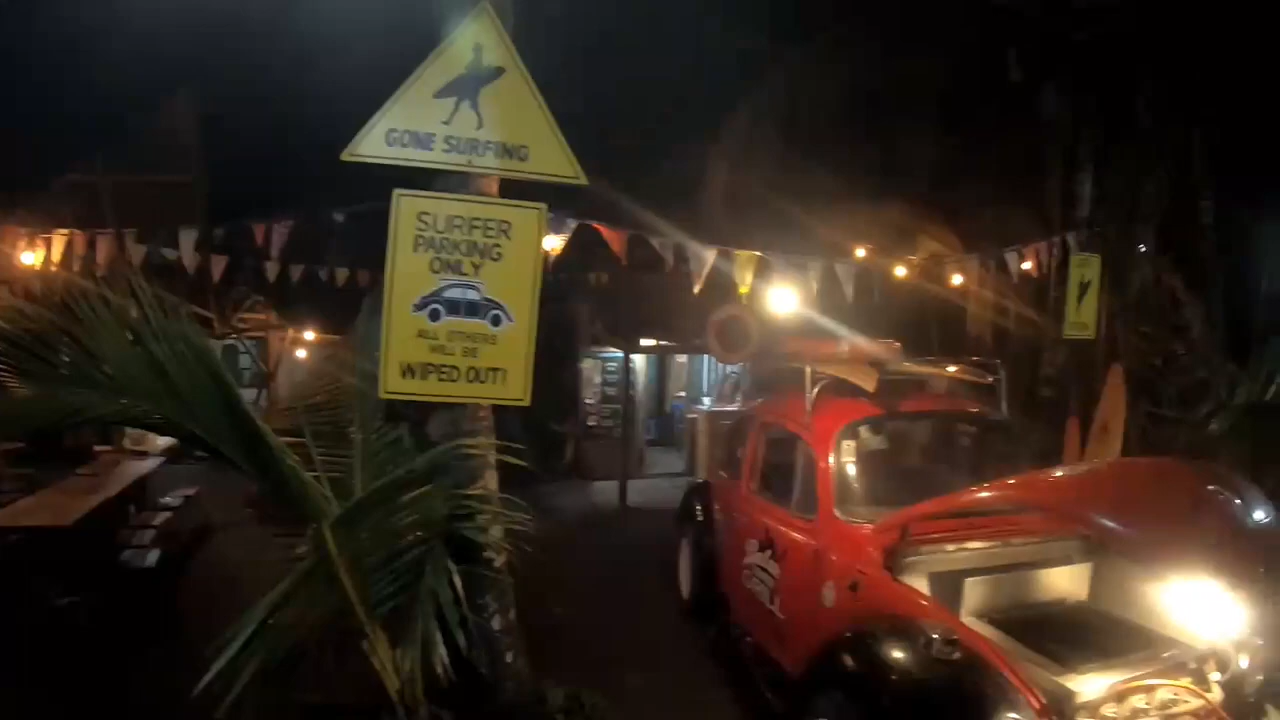 GONE SURFING
SURFER
PARKING
ONLY
ALL OTHERS
WILL BE
WIPED OUT!